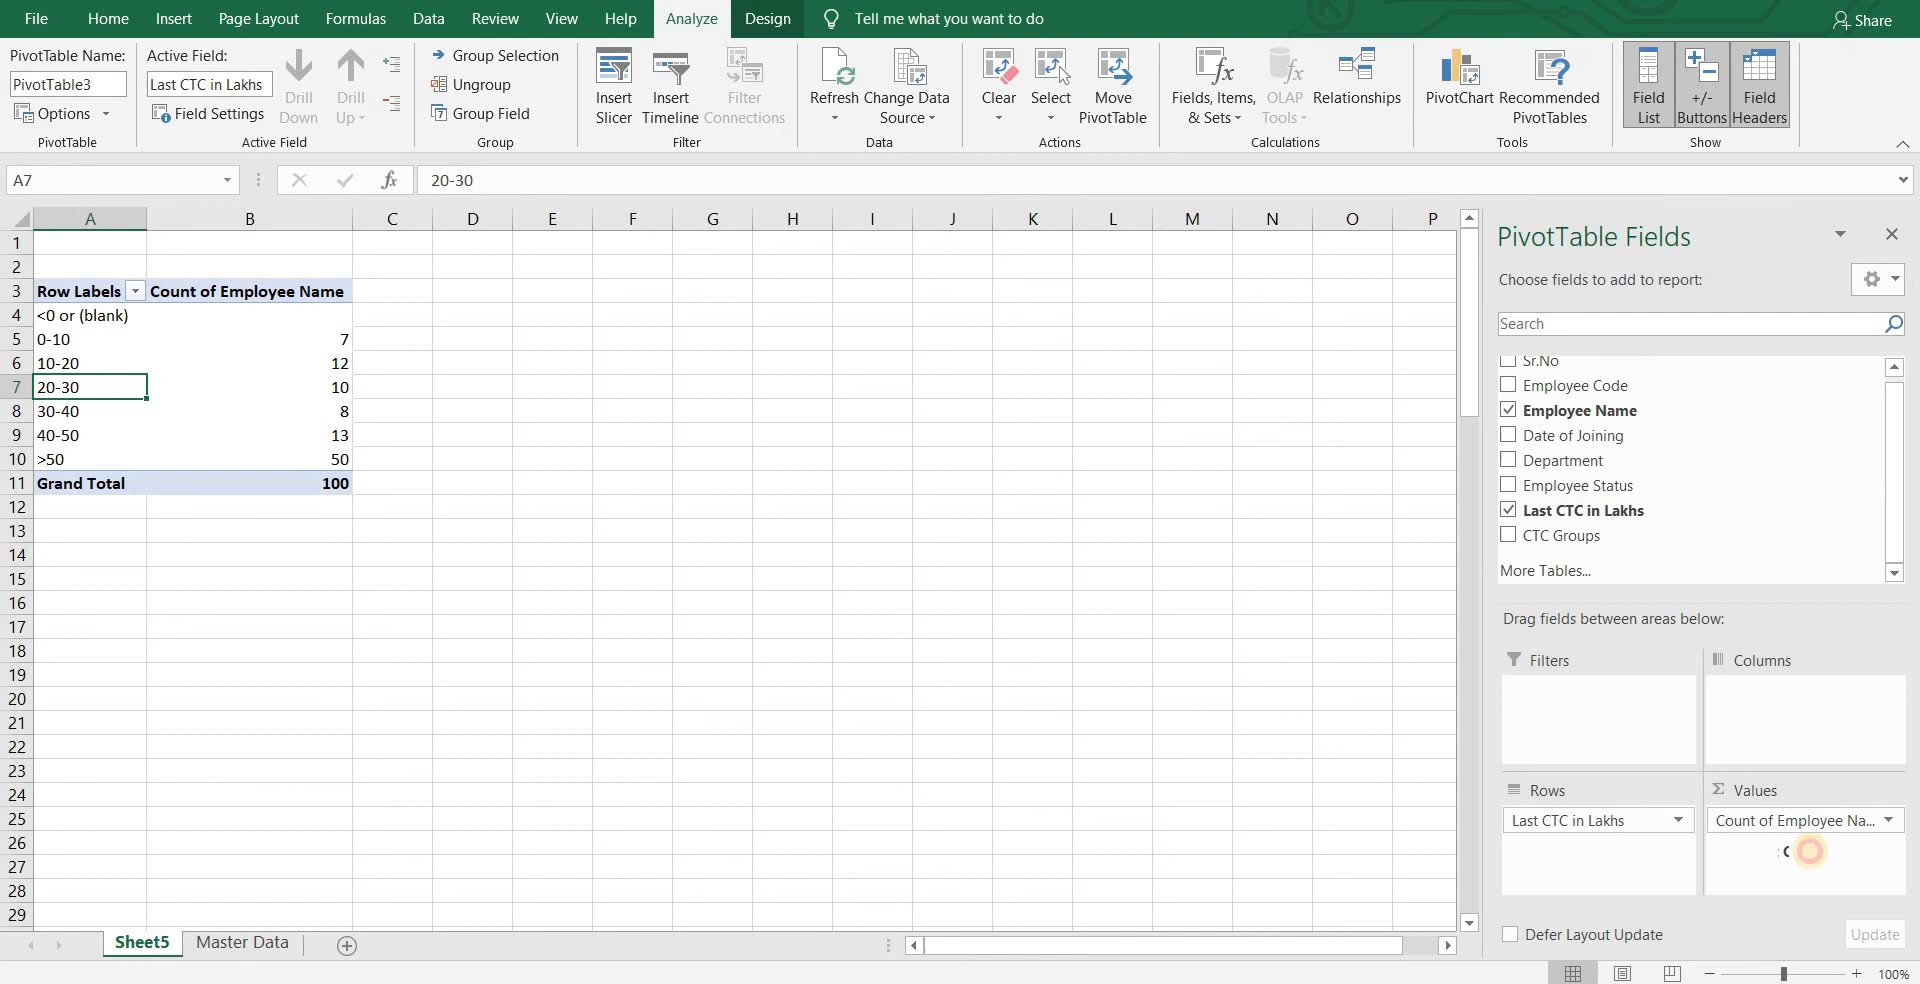 File Home Insert Page Layout Formulas Data Review View Help Analyze Design Tell me what you want to do Share
PivotTable Name:
PivotTable3
Options
PivotTable
Active Field:
Last CTC in Lakhs
Field Settings
Drill Down
Drill Up
Active Field
Group Selection
Ungroup
Group Field
Group
Insert Slicer
Insert Timeline
Filter Connections
Filter
Refresh
Change Data Source
Data
Clear
Select
Move PivotTable
Actions
Fields, Items, & Sets
OLAP Tools
Relationships
Calculations
PivotChart
Recommended PivotTables
Tools
Field List
+/- Buttons
Field Headers
Show
A7 fx 20-30
A B C D E F G H I J K L M N O P
1
2
3 Row Labels Count of Employee Name
4 <0 or (blank)
5 0-10 7
6 10-20 12
7 20-30 10
8 30-40 8
9 40-50 13
10 >50 50
11 Grand Total 100
12
13
14
15
16
17
18
19
20
21
22
23
24
25
26
27
28
29
PivotTable Fields
Choose fields to add to report:
Search
Sr.No
Employee Code
Employee Name
Date of Joining
Department
Employee Status
Last CTC in Lakhs
CTC Groups
More Tables...
Drag fields between areas below:
Filters
Columns
Rows
Last CTC in Lakhs
Σ Values
Count of Employee Na...
Defer Layout Update
Update
Sheet5 Master Data
100%